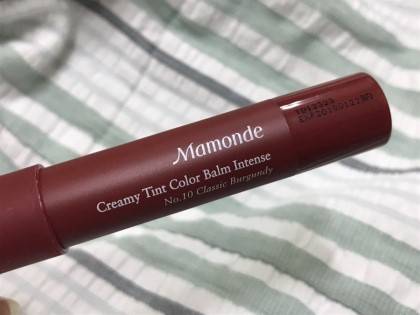 Mamonde
Creamy Tint Color Balm Intense
No.10 Classic Burgundy